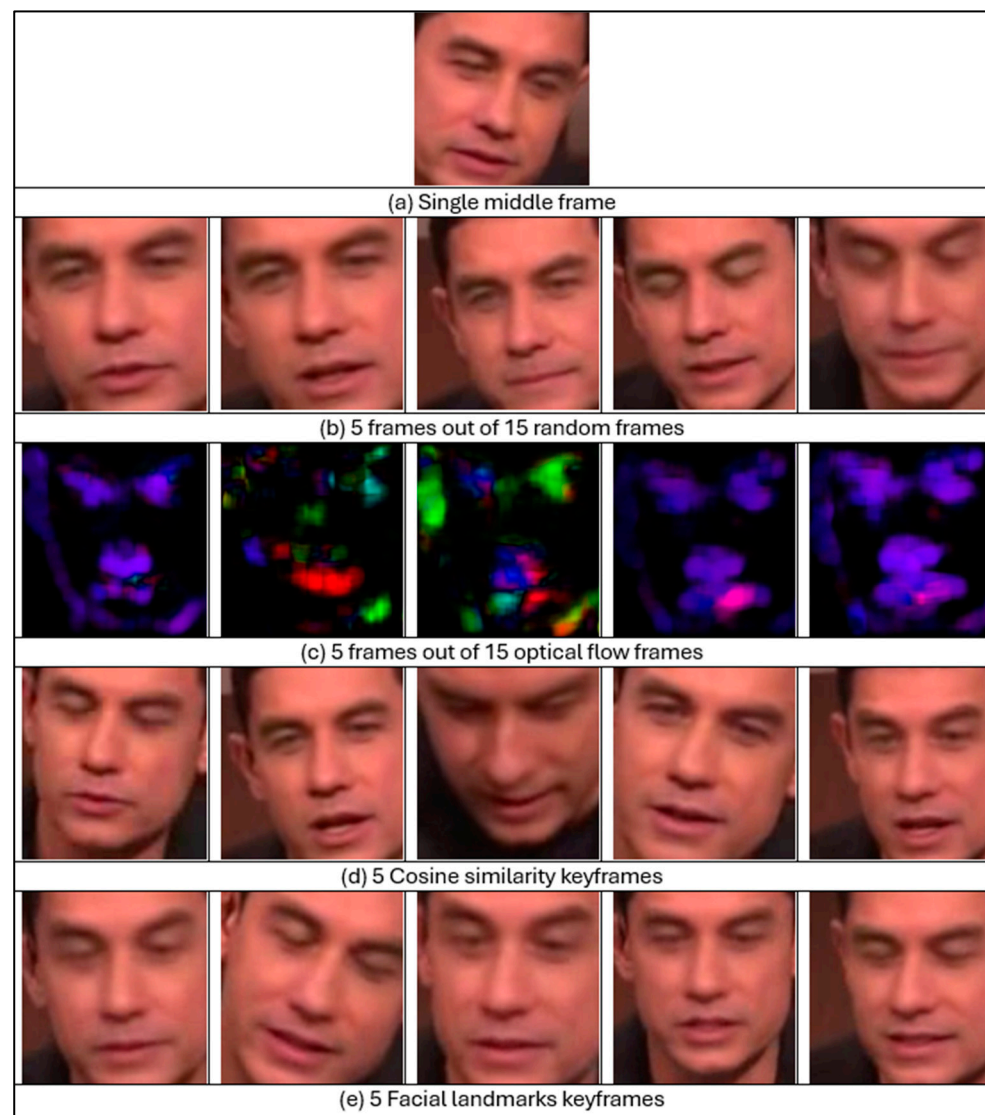 (a) Single middle frame
(b) 5 frames out of 15 random frames
(c) 5 frames out of 15 optical flow frames
(d) 5 Cosine similarity keyframes
(e) 5 Facial landmarks keyframes